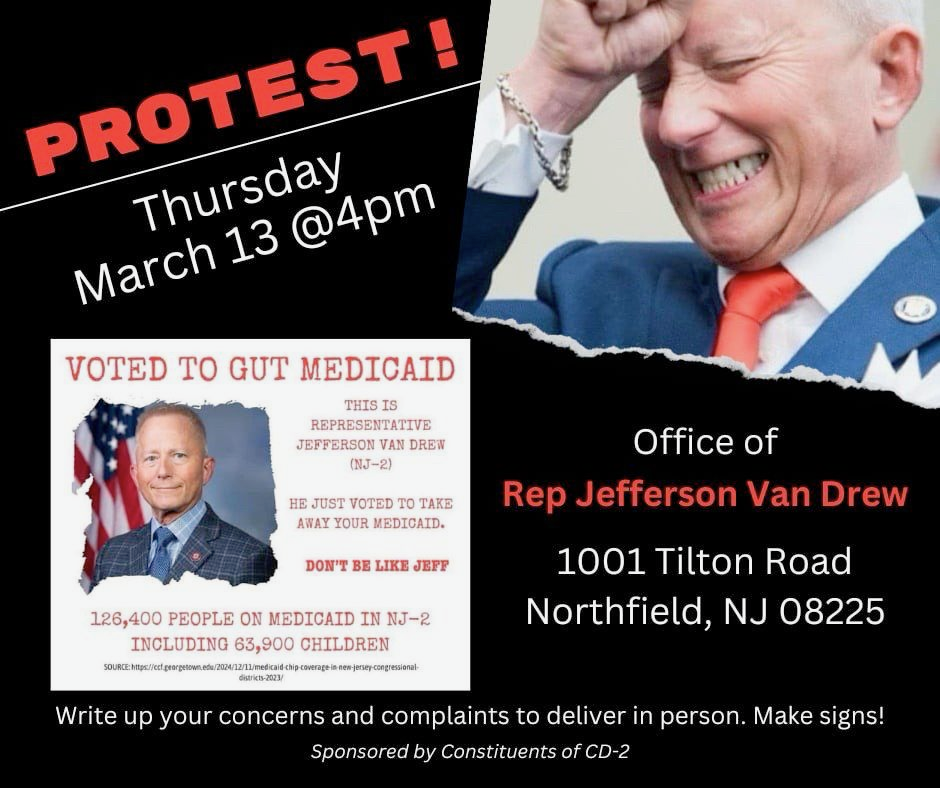 PROTEST!
Thursday
March 13 @4pm
VOTED TO GUT MEDICAID
THIS IS
REPRESENTATIVE
JEFFERSON VAN DREW
(NJ-2)
HE JUST VOTED TO TAKE
AWAY YOUR MEDICAID.
DON'T BE LIKE JEFF
126,400 PEOPLE ON MEDICAID IN NJ-2
INCLUDING 63,900 CHILDREN
SOURCE: https://ccf.georgetown.edu/2024/12/11/medicaid-chip-coverage-in-new-jersey-congressional-
districts-2023/
Office of
Rep Jefferson Van Drew
1001 Tilton Road
Northfield, NJ 08225
Write up your concerns and complaints to deliver in person. Make signs!
Sponsored by Constituents of CD-2